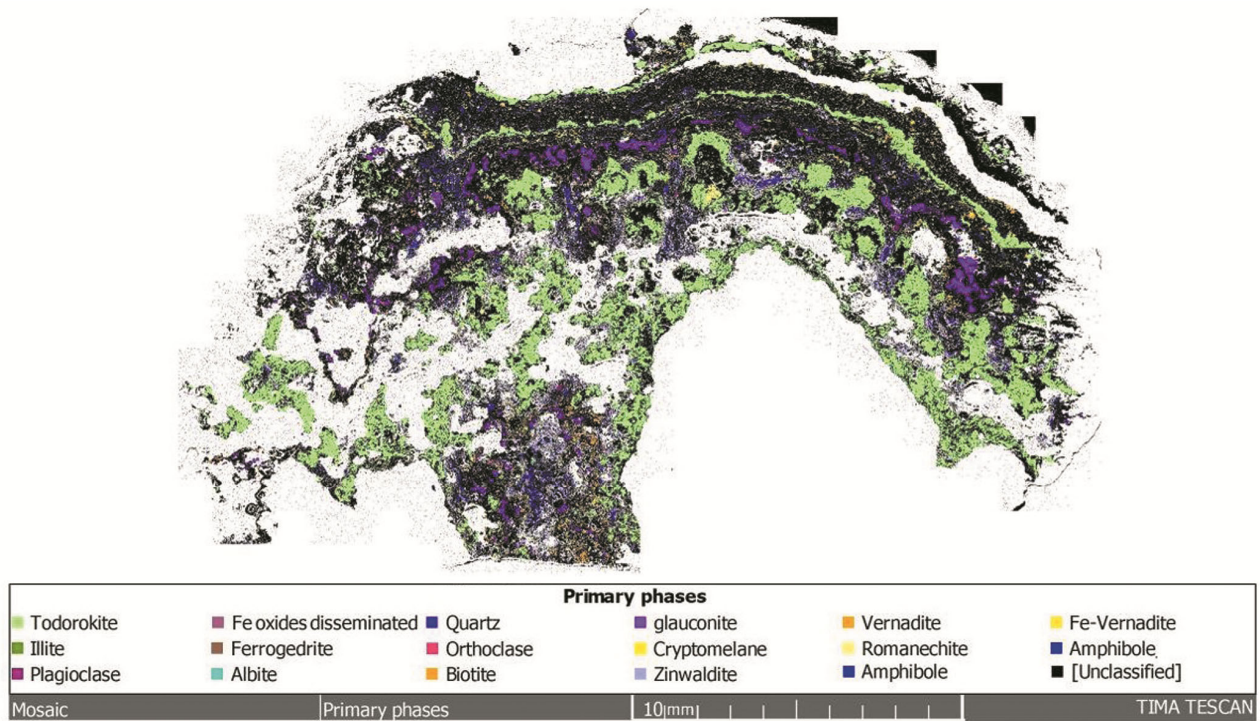 Primary phases
Todorokite Fe oxides disseminated Quartz glauconite Vernadite Fe-Vernadite
Illite Ferrogedrite Orthoclase Cryptomelane Romanechite Amphibole
Plagioclase Albite Biotite Zinwaldite Amphibole [Unclassified]
Mosaic Primary phases 10 mm TIMA TESCAN